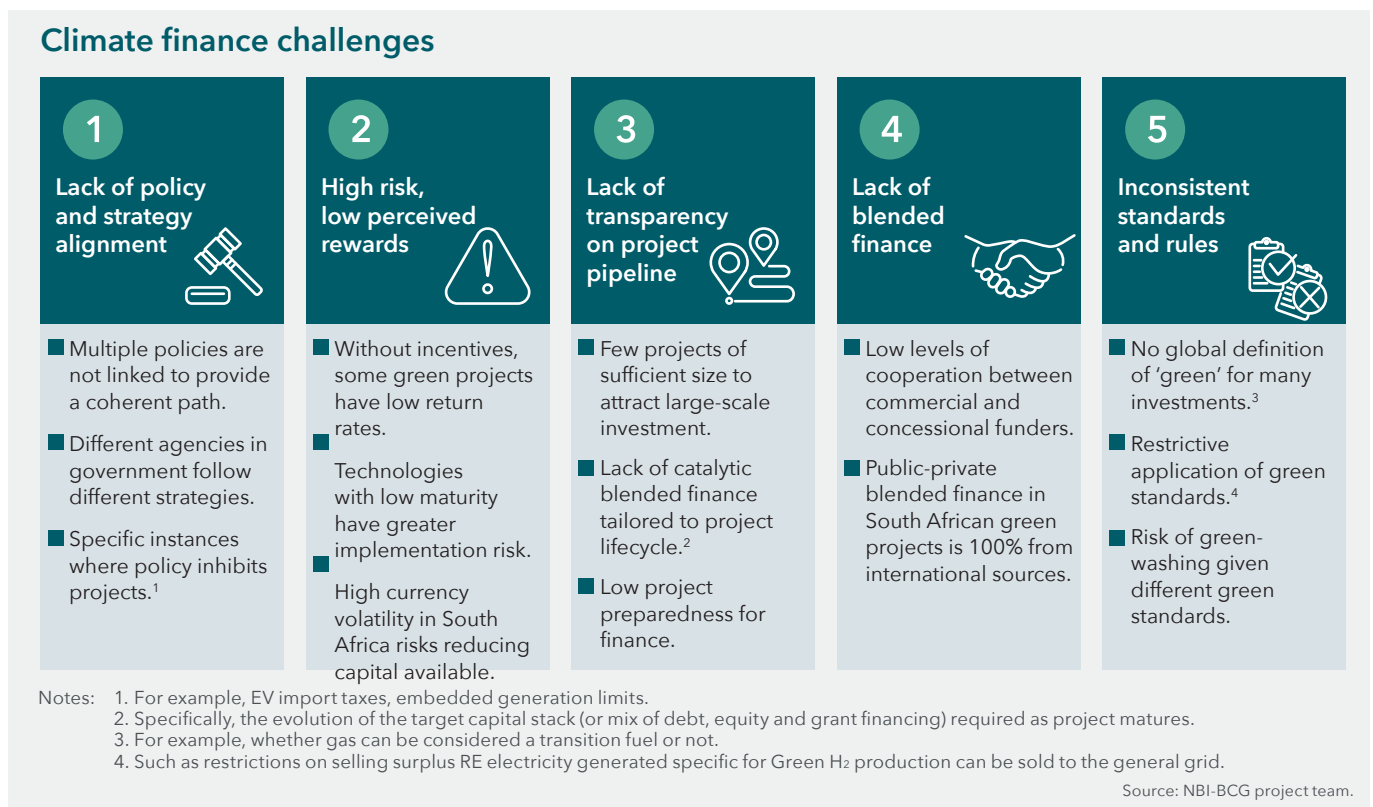 Climate finance challenges
1
Lack of policy
and strategy
alignment
Multiple policies are
not linked to provide
a coherent path.
Different agencies in
government follow
different strategies.
Specific instances
where policy inhibits
projects.1
2
High risk,
low perceived
rewards
Without incentives,
some green projects
have low return
rates.
Technologies
with low maturity
have greater
implementation risk.
High currency
volatility in South
Africa risks reducing
capital available.
3
Lack of
transparency
on project
pipeline
Few projects of
sufficient size to
attract large-scale
investment.
Lack of catalytic
blended finance
tailored to project
lifecycle.2
Low project
preparedness for
finance.
4
Lack of
blended
finance
Low levels of
cooperation between
commercial and
concessional funders.
Public-private
blended finance in
South African green
projects is 100% from
international sources.
5
Inconsistent
standards
and rules
No global definition
of ‘green’ for many
investments.3
Restrictive
application of green
standards.4
Risk of green-
washing given
different green
standards.
Notes: 1. For example, EV import taxes, embedded generation limits.
2. Specifically, the evolution of the target capital stack (or mix of debt, equity and grant financing) required as project matures.
3. For example, whether gas can be considered a transition fuel or not.
4. Such as restrictions on selling surplus RE electricity generated specific for Green H2 production can be sold to the general grid.
Source: NBI-BCG project team.